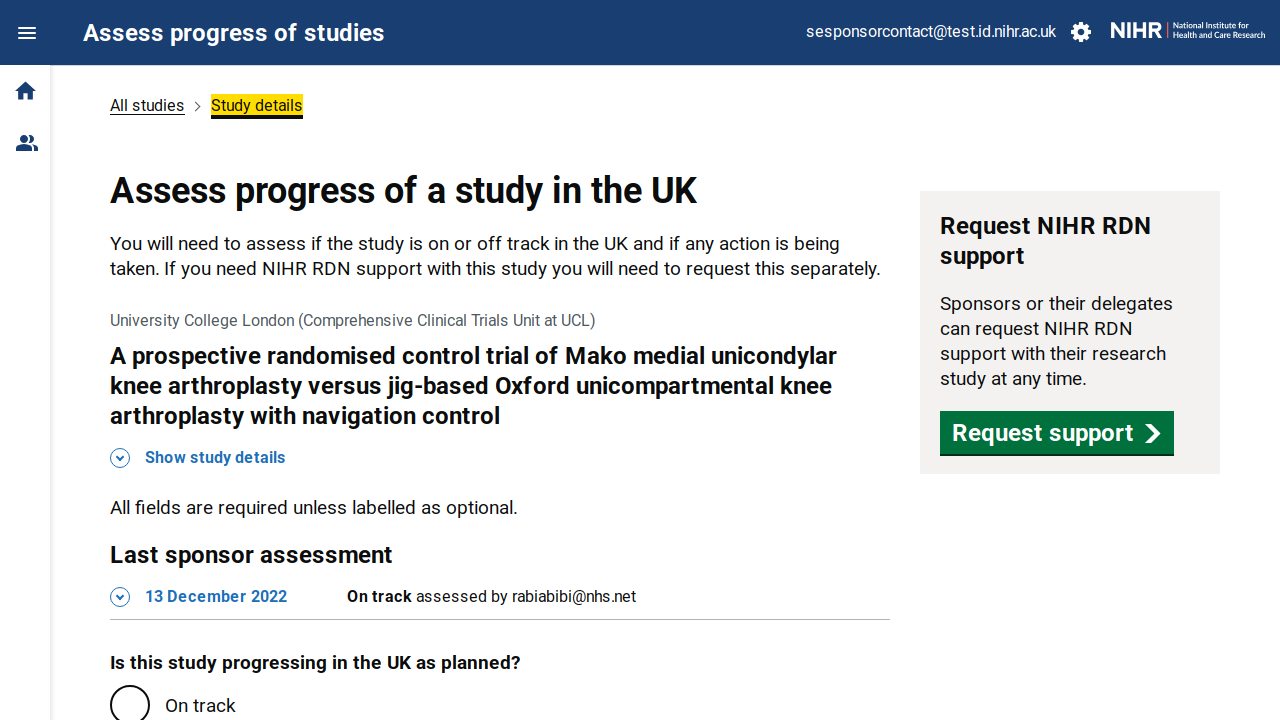 Assess progress of studies
sesponsorcontact@test.id.nihr.ac.uk
NIHR
National Institute for
Health and Care Research
All studies
Study details
Assess progress of a study in the UK
You will need to assess if the study is on or off track in the UK and if any action is being
taken. If you need NIHR RDN support with this study you will need to request this separately.
University College London (Comprehensive Clinical Trials Unit at UCL)
A prospective randomised control trial of Mako medial unicondylar
knee arthroplasty versus jig-based Oxford unicompartmental knee
arthroplasty with navigation control
Show study details
All fields are required unless labelled as optional.
Last sponsor assessment
13 December 2022
On track assessed by rabiabibi@nhs.net
Is this study progressing in the UK as planned?
On track
Request NIHR RDN
support
Sponsors or their delegates
can request NIHR RDN
support with their research
study at any time.
Request support